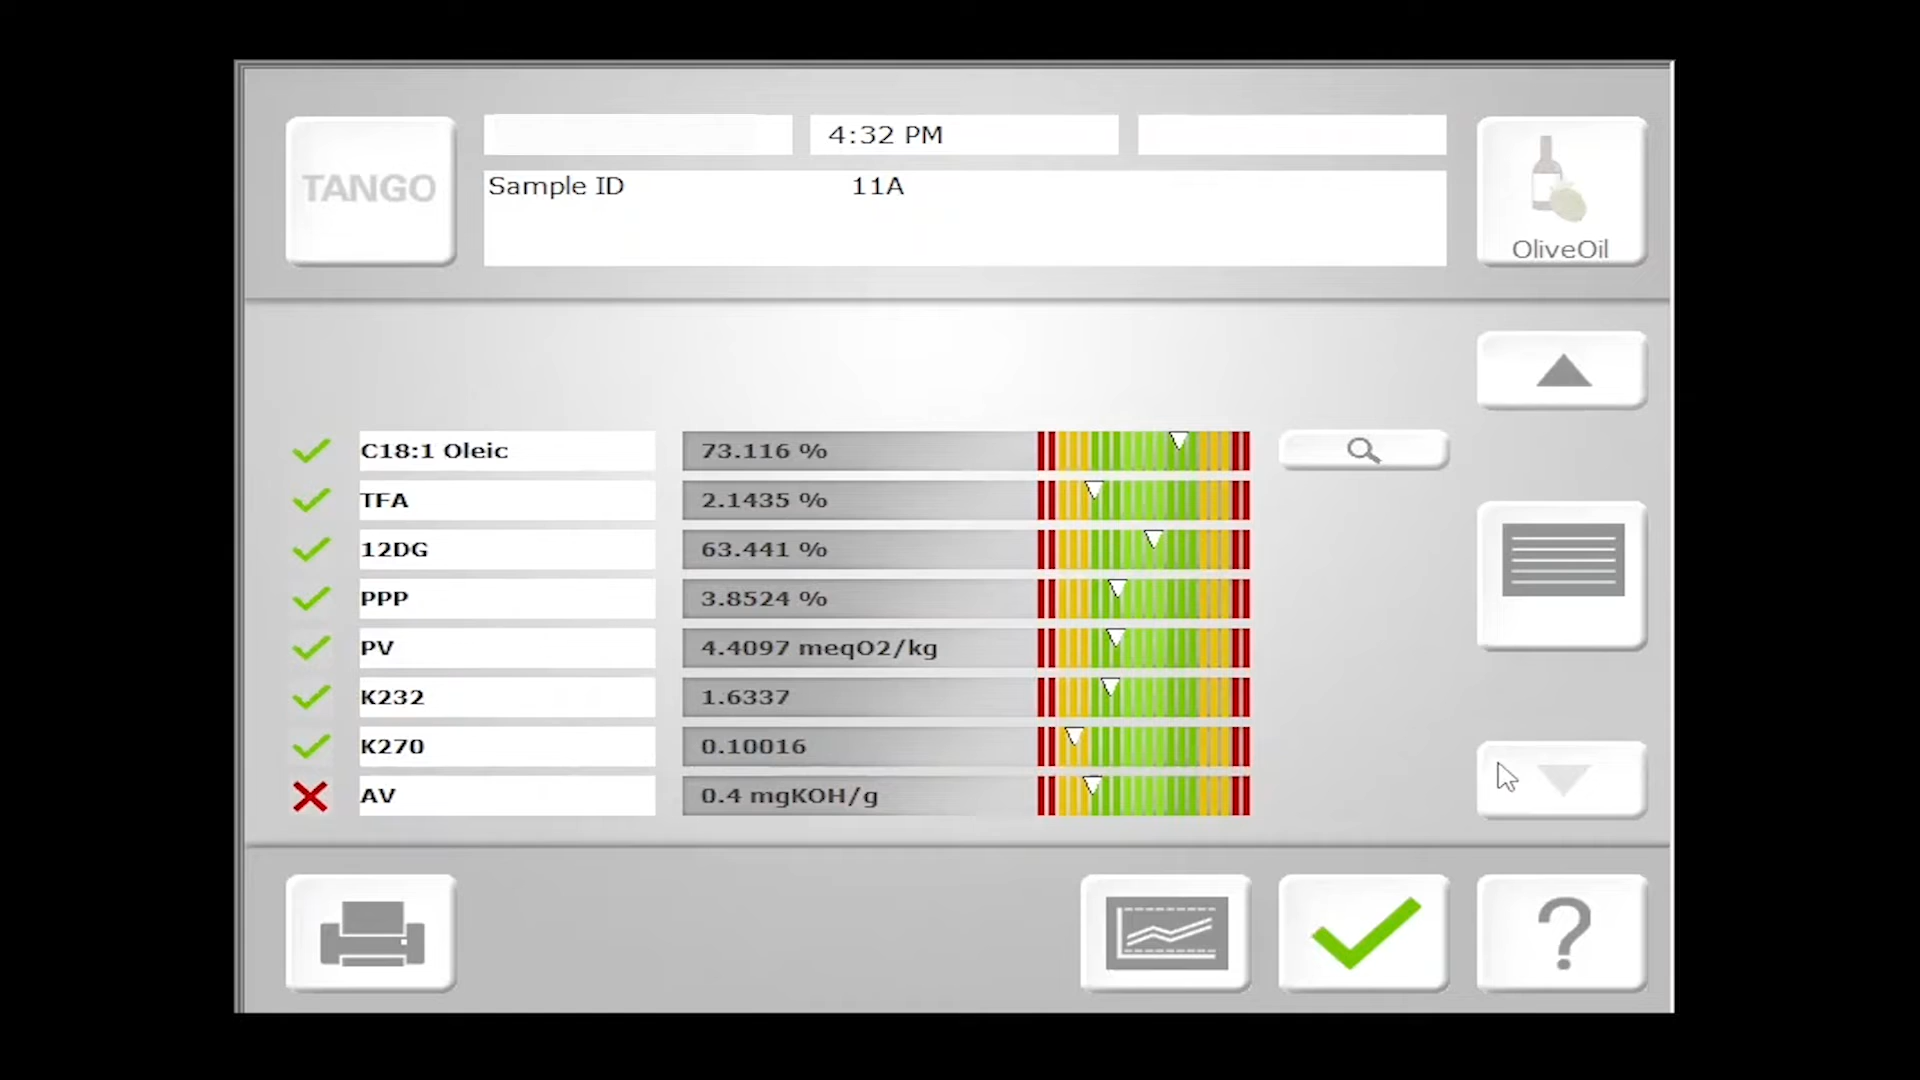 TANGO
4:32 PM
Sample ID 11A
OliveOil
C18:1 Oleic 73.116 %
TFA 2.1435 %
12DG 63.441 %
PPP 3.8524 %
PV 4.4097 meqO2/kg
K232 1.6337
K270 0.10016
AV 0.4 mgKOH/g
?